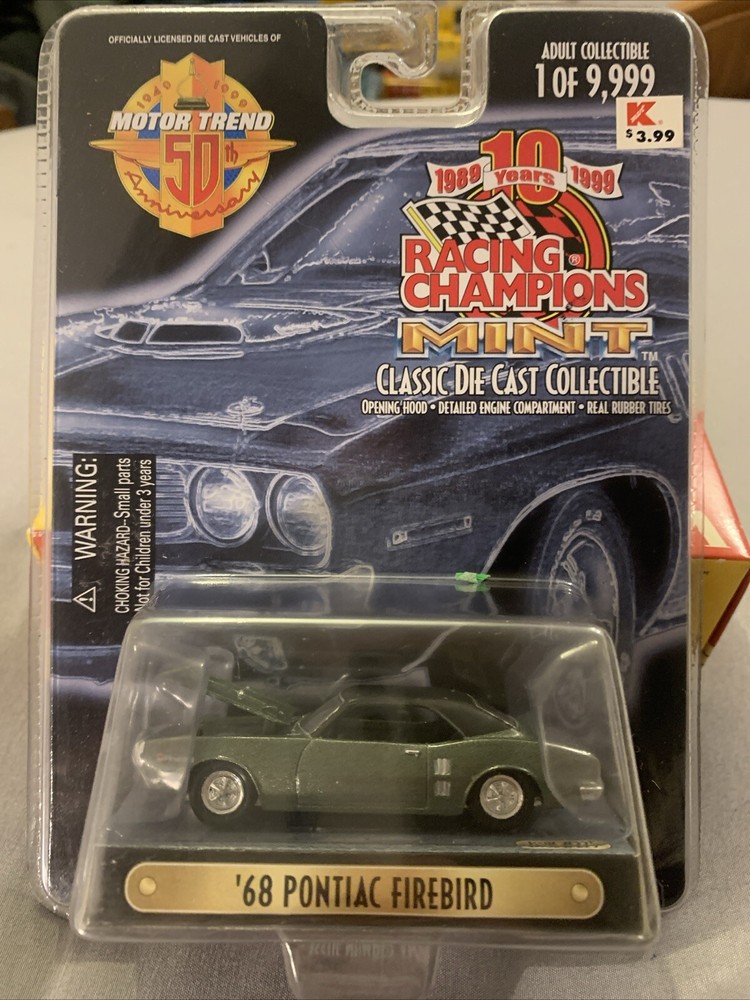 OFFICIALLY LICENSED DIE CAST VEHICLES OF
1949 1999
MOTOR TREND
50th
Anniversary
ADULT COLLECTIBLE
1 OF 9,999
K
$3.99
10
1989 Years 1999
RACING ®
CHAMPIONS
MINT™
CLASSIC DIE CAST COLLECTIBLE
OPENING HOOD • DETAILED ENGINE COMPARTMENT • REAL RUBBER TIRES
⚠ WARNING:
CHOKING HAZARD--Small parts
Not for Children under 3 years
'68 PONTIAC FIREBIRD